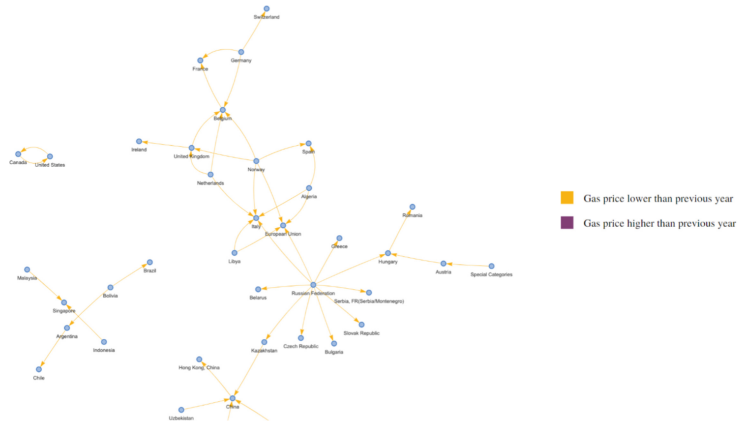 Switzerland
Germany
France
Belgium
Ireland
United Kingdom
Spain
Canada
United States
Norway
Netherlands
Algeria
Gas price lower than previous year
Romania
Gas price higher than previous year
Italy
European Union
Greece
Libya
Hungary
Brazil
Austria
Special Categories
Malaysia
Bolivia
Belarus
Russian Federation
Serbia, FR(Serbia/Montenegro)
Singapore
Slovak Republic
Argentina
Indonesia
Kazakhstan
Czech Republic
Bulgaria
Hong Kong, China
Chile
China
Uzbekistan